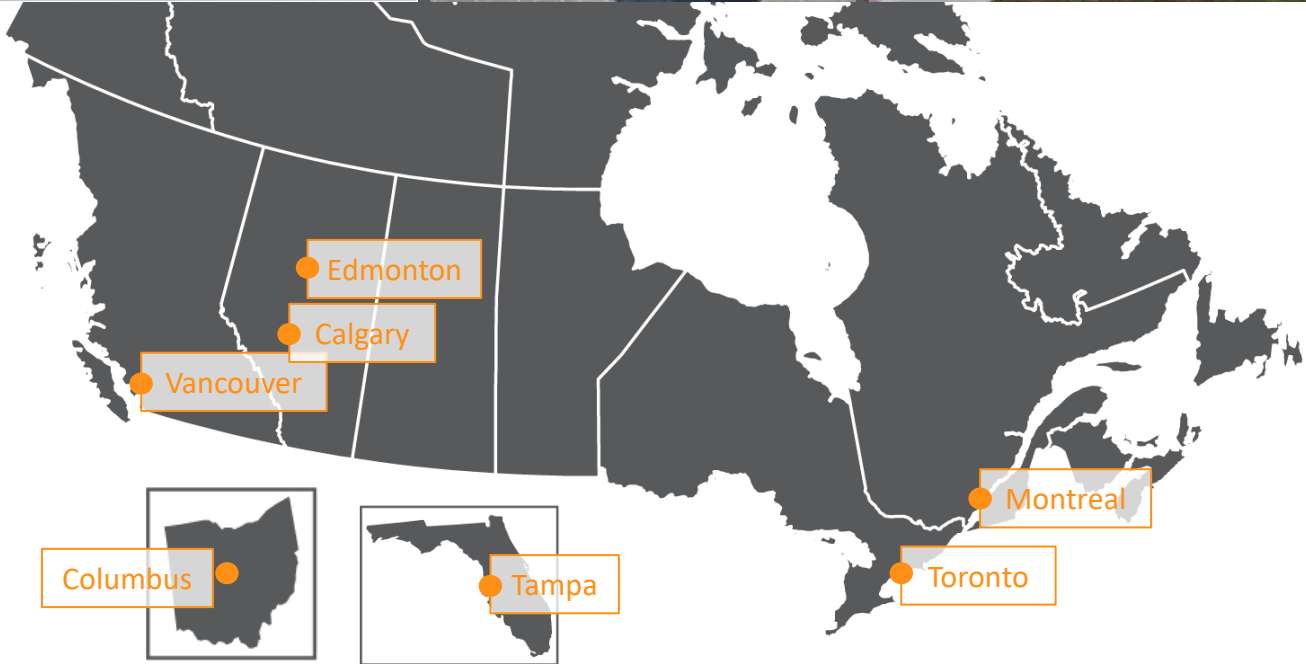 Edmonton
Calgary
Vancouver
Montreal
Columbus
Tampa
Toronto